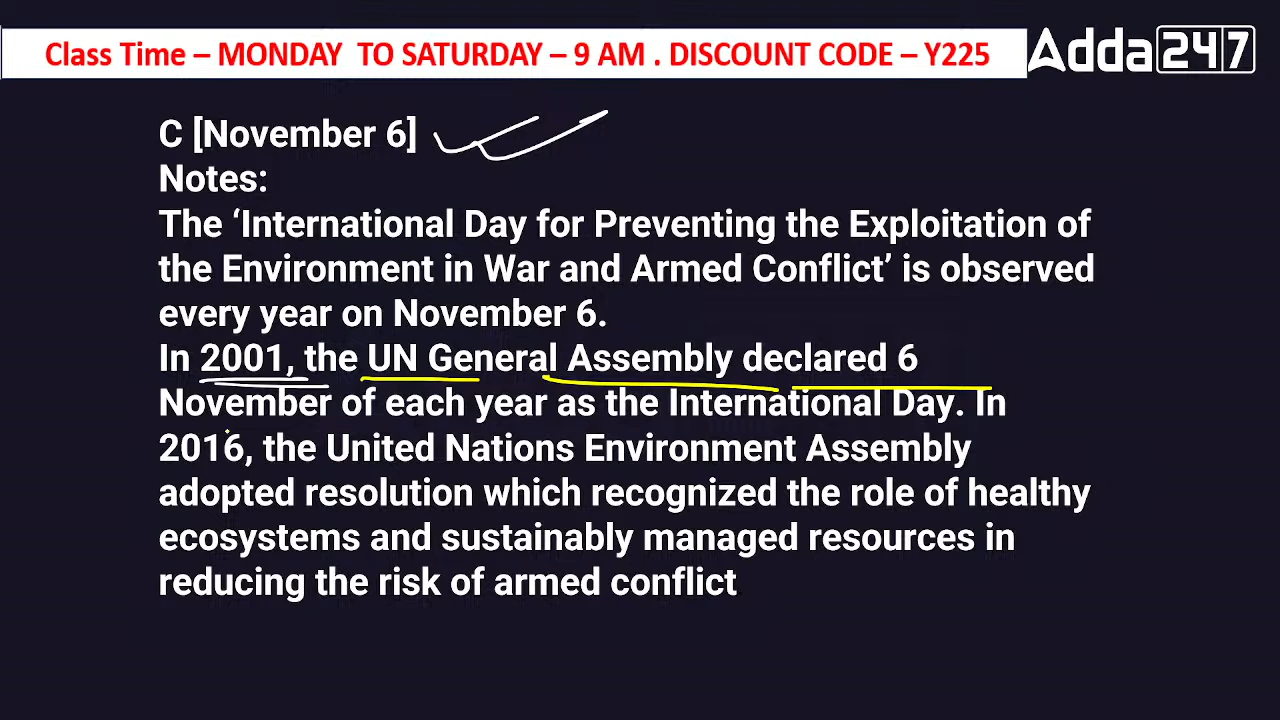 Class Time – MONDAY TO SATURDAY – 9 AM . DISCOUNT CODE – Y225
Adda247
C [November 6]
Notes:
The ‘International Day for Preventing the Exploitation of
the Environment in War and Armed Conflict’ is observed
every year on November 6.
In 2001, the UN General Assembly declared 6
November of each year as the International Day. In
2016, the United Nations Environment Assembly
adopted resolution which recognized the role of healthy
ecosystems and sustainably managed resources in
reducing the risk of armed conflict